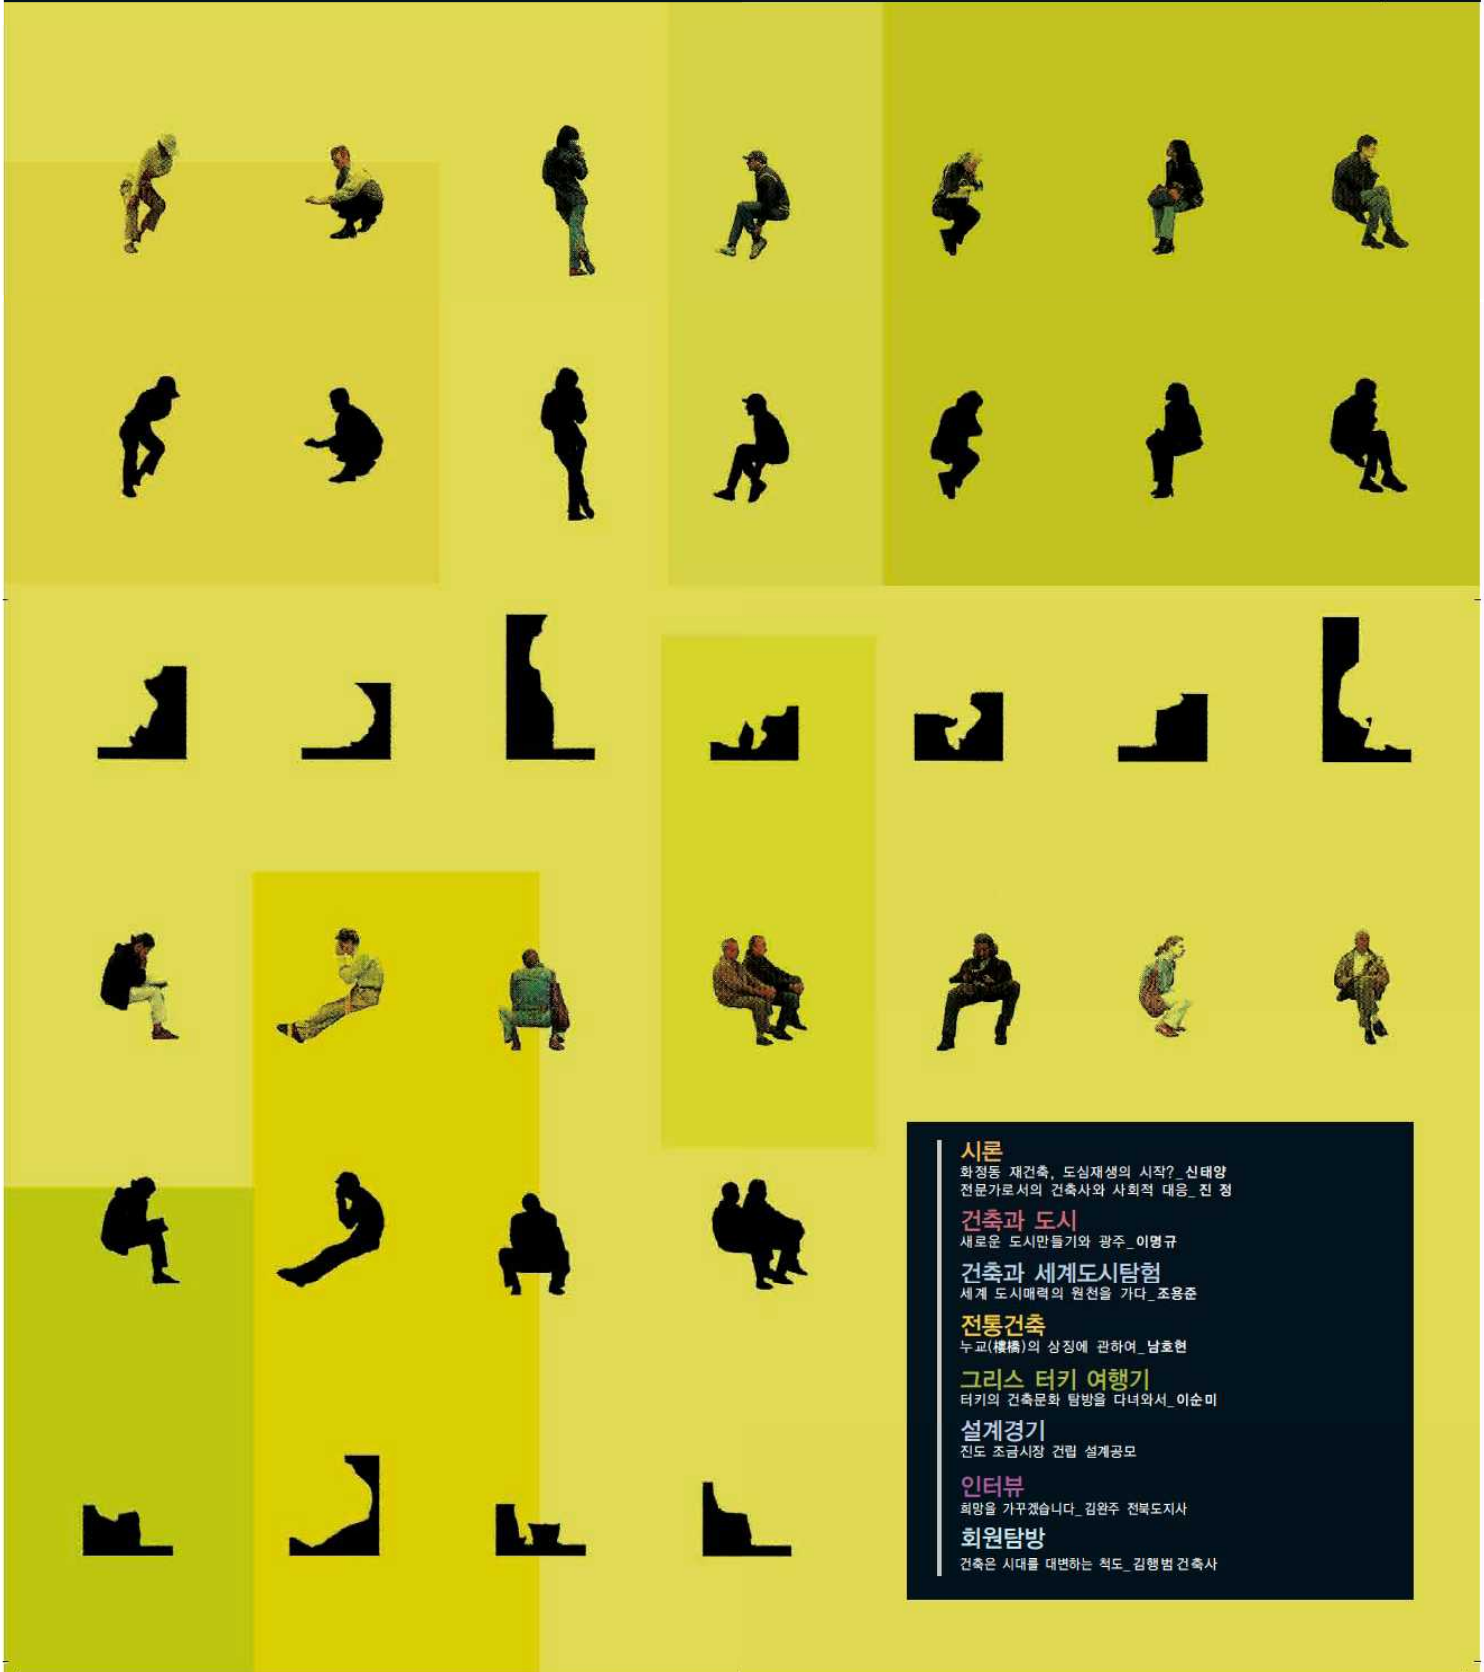 시론
화정동 재건축, 도심재생의 시작?_신태양
전문가로서의 건축사와 사회적 대응_진 정
건축과 도시
새로운 도시만들기와 광주_이명규
건축과 세계도시탐험
세계 도시매력의 원천을 가다_조용준
전통건축
누교(樓橋)의 상징에 관하여_남호현
그리스 터키 여행기
터키의 건축문화 탐방을 다녀와서_이순미
설계경기
진도 조금시장 건립 설계공모
인터뷰
희망을 가꾸겠습니다_김완주 전북도지사
회원탐방
건축은 시대를 대변하는 척도_김행범 건축사